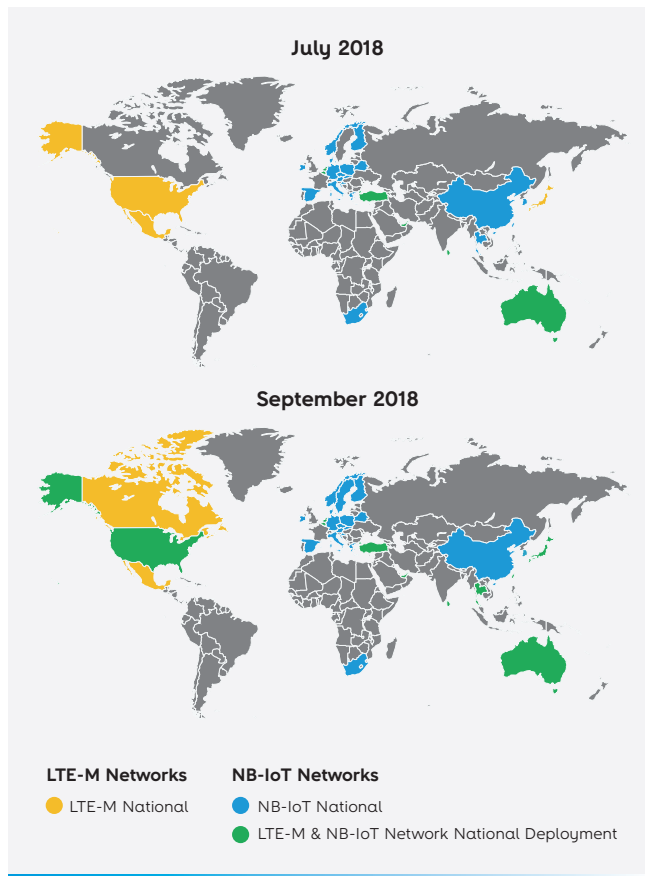 July 2018
September 2018
LTE-M Networks
LTE-M National
NB-IoT Networks
NB-IoT National
LTE-M & NB-IoT Network National Deployment